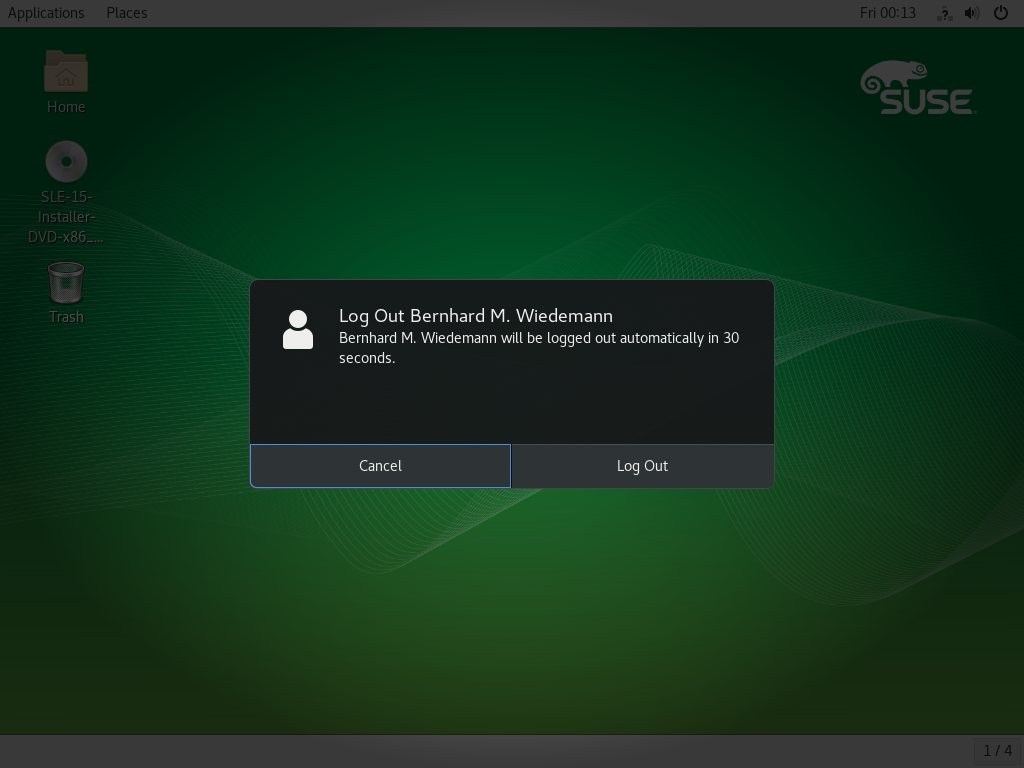 Applications Places Fri 00:13
Home
SUSE
SLE-15-
Installer-
DVD-x86_...
Trash
Log Out Bernhard M. Wiedemann
Bernhard M. Wiedemann will be logged out automatically in 30
seconds.
Cancel Log Out
1 / 4